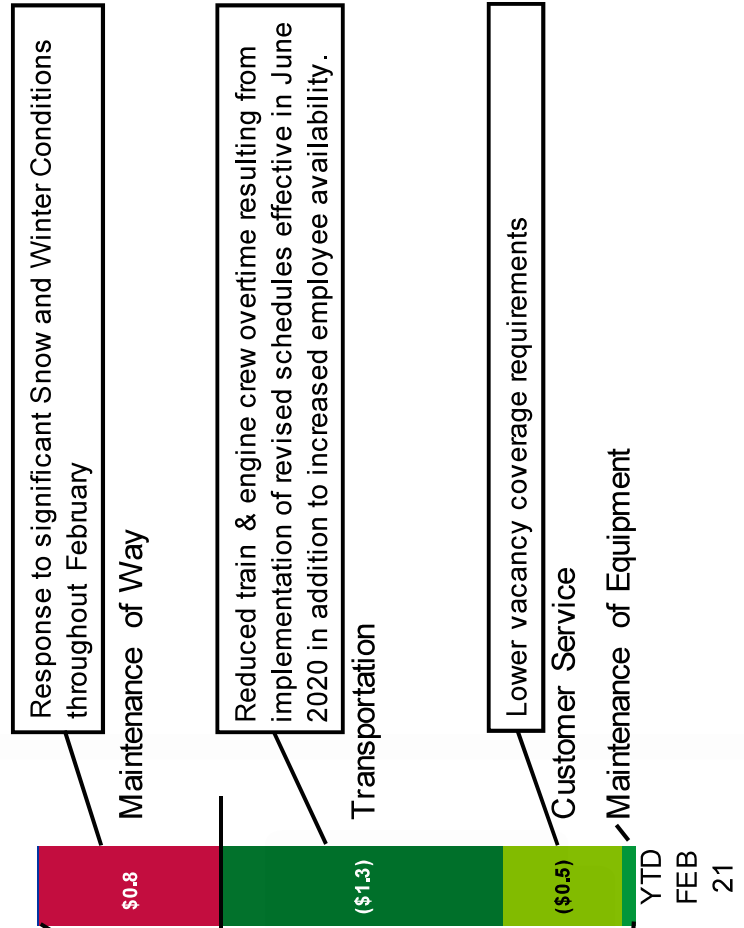 Response to significant Snow and Winter Conditions
throughout February
Maintenance of Way
$0.8
Reduced train & engine crew overtime resulting from
implementation of revised schedules effective in June
2020 in addition to increased employee availability.
Transportation
($1.3)
Lower vacancy coverage requirements
Customer Service
($0.5)
Maintenance of Equipment
YTD
FEB
21